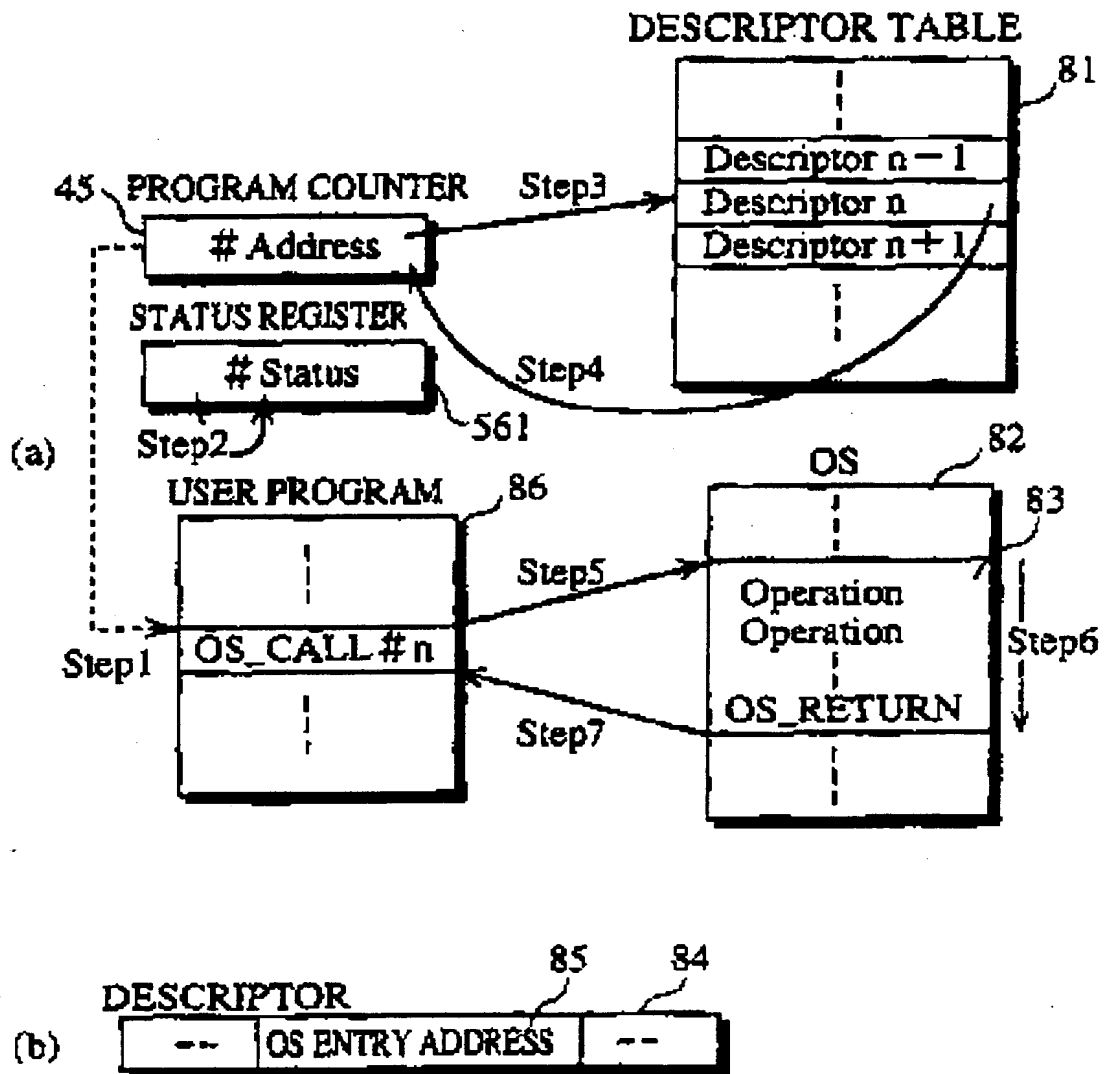 DESCRIPTOR TABLE
81
Descriptor n-1
Descriptor n
Descriptor n+1
45
PROGRAM COUNTER
# Address
Step3
STATUS REGISTER
# Status
Step4
Step2
561
(a)
USER PROGRAM
86
OS
82
83
Step5
Operation
Operation
Step6
Step1
OS_CALL # n
OS_RETURN
Step7
85
84
DESCRIPTOR
(b)
-- OS ENTRY ADDRESS --